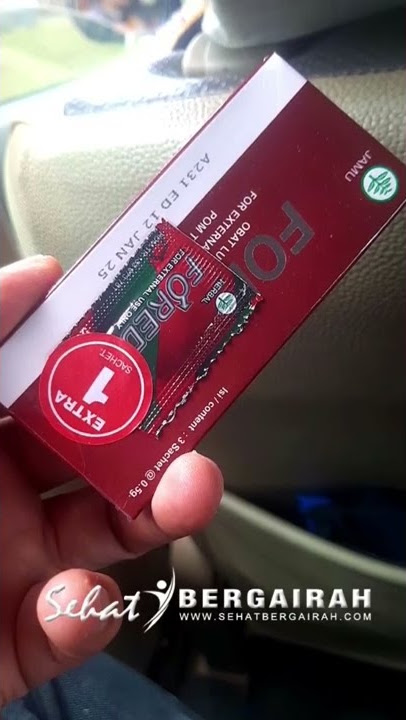 JAMU
FO
OBAT LU
FOR EXTERNA
POM T
A231 ED 12 JAN 25
FOR EXTERNAL USE ONLY
FORED
HERBAL
EXTRA
1
SACHET
Isi / content : 3 Sachet @ 0.5g
Sehat BERGAIRAH
WWW.SEHATBERGAIRAH.COM